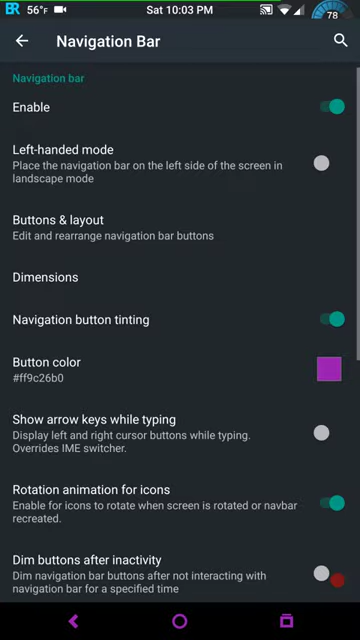 BR 56°F Sat 10:03 PM 78
Navigation Bar
Navigation bar
Enable
Left-handed mode
Place the navigation bar on the left side of the screen in
landscape mode
Buttons & layout
Edit and rearrange navigation bar buttons
Dimensions
Navigation button tinting
Button color
#ff9c26b0
Show arrow keys while typing
Display left and right cursor buttons while typing.
Overrides IME switcher.
Rotation animation for icons
Enable for icons to rotate when screen is rotated or navbar
recreated.
Dim buttons after inactivity
Dim navigation bar buttons after not interacting with
navigation bar for a specified time